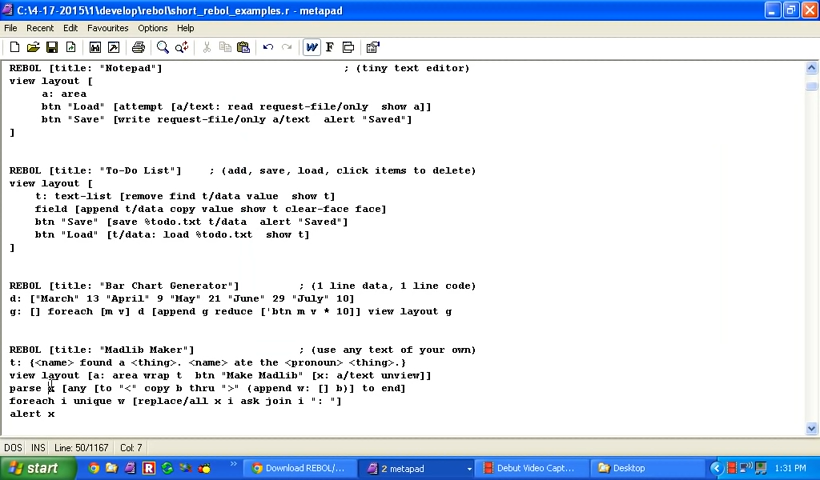 C:\4-17-2015\1\develop\rebol\short_rebol_examples.r - metapad
File Edit Favourites Options Help
REBOL [title: "Notepad"] ; (tiny text editor)
view layout [
a: area
btn "Load" [attempt [a/text: read request-file/only show a]]
btn "Save" [write request-file/only a/text alert "Saved"]
]
REBOL [title: "To-Do List"] ; (add, save, load, click items to delete)
view layout [
t: text-list [remove find t/data value show t]
field [append t/data copy value show t clear-face face]
btn "Save" [save %todo.txt t/data alert "Saved"]
btn "Load" [t/data: load %todo.txt show t]
]
REBOL [title: "Bar Chart Generator"] ; (1 line data, 1 line code)
d: ["March" 13 "April" 9 "May" 21 "June" 29 "July" 10]
g: [] foreach [m v] d [append g reduce ['btn m v * 10]] view layout g
REBOL [title: "Madlib Maker"] ; (use any text of your own)
t: {<name> found a <thing>. <name> ate the <pronoun> <thing>.}
view layout [a: area wrap t btn "Make Madlib" [x: a/text unview]]
parse x [any [to "<" copy b thru ">" (append w: [] b)] to end]
foreach i unique w [replace/all x i ask join i ": "]
alert x
DOS INS Line: 50/1167 Col: 7
start Download REBOL/... 2 metapad Debut Video Capt... Desktop 1:31 PM